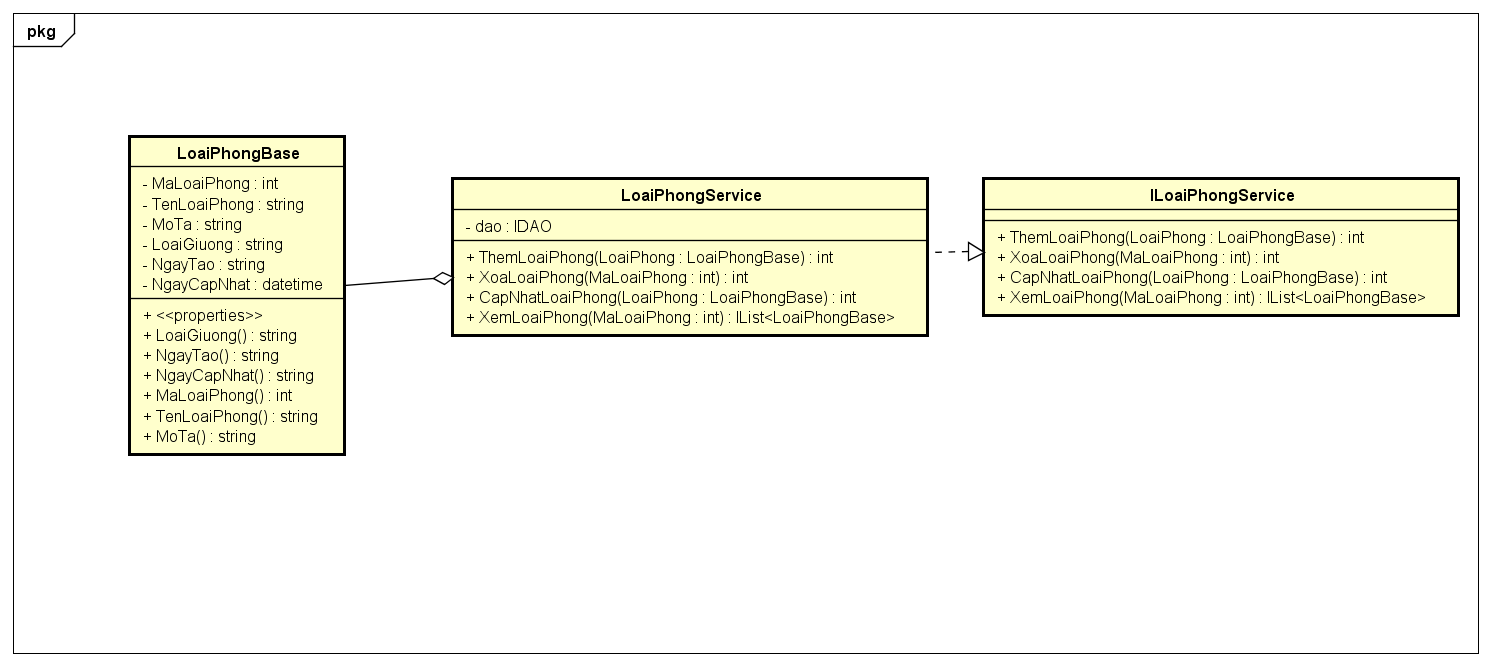 pkg
LoaiPhongBase
- MaLoaiPhong : int
- TenLoaiPhong : string
- MoTa : string
- LoaiGiuong : string
- NgayTao : string
- NgayCapNhat : datetime
+ <<properties>>
+ LoaiGiuong() : string
+ NgayTao() : string
+ NgayCapNhat() : string
+ MaLoaiPhong() : int
+ TenLoaiPhong() : string
+ MoTa() : string
LoaiPhongService
- dao : IDAO
+ ThemLoaiPhong(LoaiPhong : LoaiPhongBase) : int
+ XoaLoaiPhong(MaLoaiPhong : int) : int
+ CapNhatLoaiPhong(LoaiPhong : LoaiPhongBase) : int
+ XemLoaiPhong(MaLoaiPhong : int) : IList<LoaiPhongBase>
ILoaiPhongService
+ ThemLoaiPhong(LoaiPhong : LoaiPhongBase) : int
+ XoaLoaiPhong(MaLoaiPhong : int) : int
+ CapNhatLoaiPhong(LoaiPhong : LoaiPhongBase) : int
+ XemLoaiPhong(MaLoaiPhong : int) : IList<LoaiPhongBase>